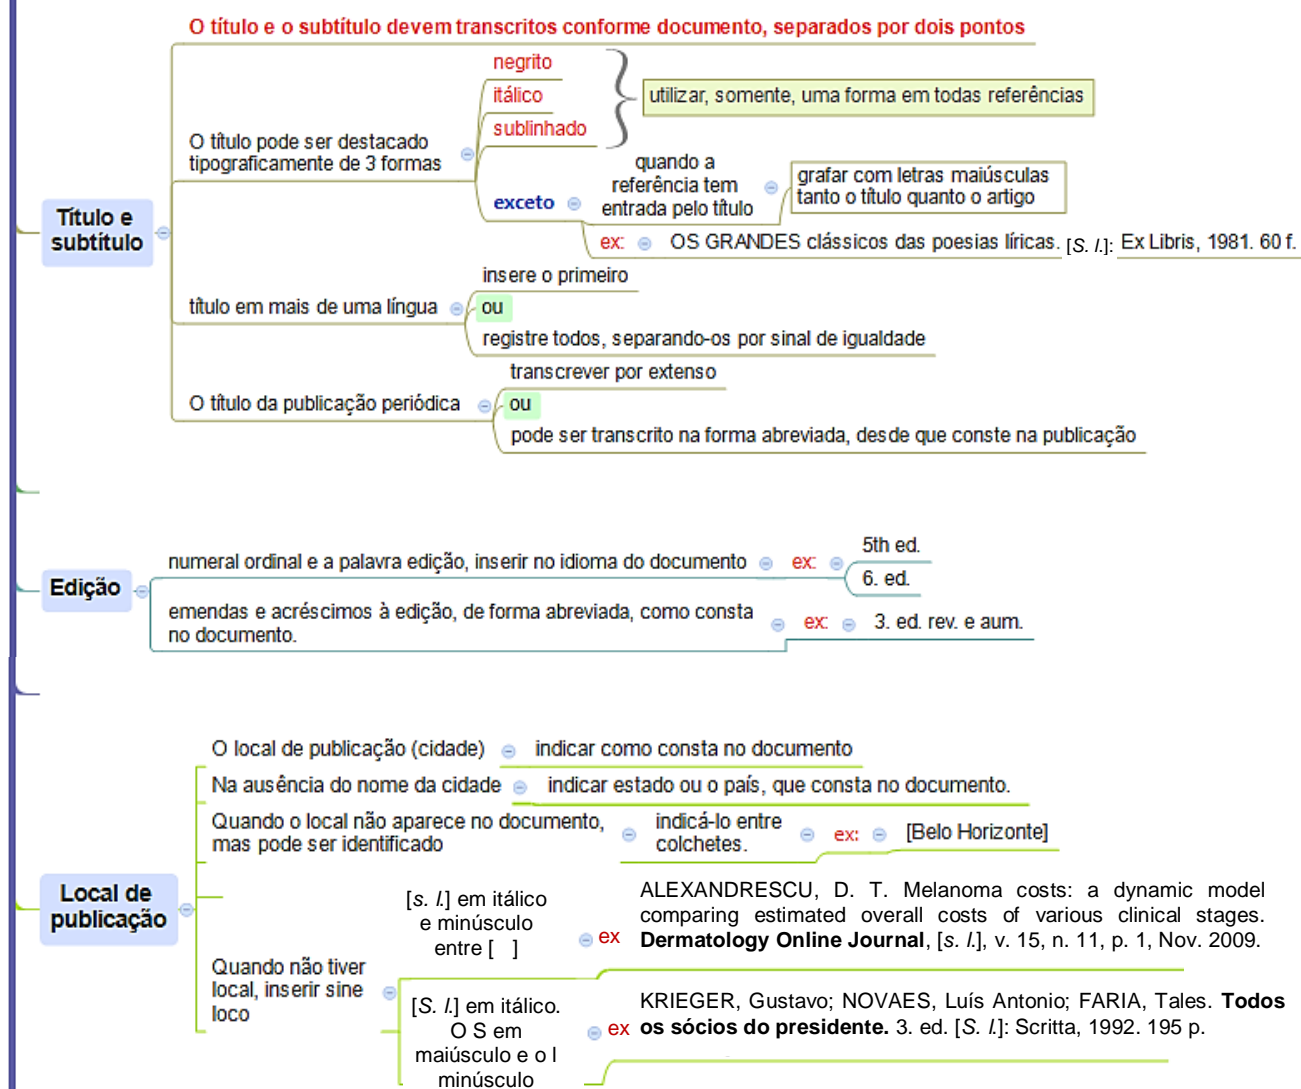 O título e o subtítulo devem transcritos conforme documento, separados por dois pontos
negrito
itálico
sublinhado
utilizar, somente, uma forma em todas referências
O título pode ser destacado
tipograficamente de 3 formas
exceto
quando a
referência tem
entrada pelo título
grafar com letras maiúsculas
tanto o título quanto o artigo
ex: OS GRANDES clássicos das poesias líricas. [S. l.]: Ex Libris, 1981. 60 f.
Título e
subtítulo
título em mais de uma língua
insere o primeiro
ou
registre todos, separando-os por sinal de igualdade
O título da publicação periódica
transcrever por extenso
ou
pode ser transcrito na forma abreviada, desde que conste na publicação
Edição
numeral ordinal e a palavra edição, inserir no idioma do documento
ex:
5th ed.
6. ed.
emendas e acréscimos à edição, de forma abreviada, como consta
no documento.
ex: 3. ed. rev. e aum.
Local de
publicação
O local de publicação (cidade) indicar como consta no documento
Na ausência do nome da cidade indicar estado ou o país, que consta no documento.
Quando o local não aparece no documento,
mas pode ser identificado
indicá-lo entre
colchetes.
ex: [Belo Horizonte]
Quando não tiver
local, inserir sine
loco
[s. l.] em itálico
e minúsculo
entre [ ]
ex
ALEXANDRESCU, D. T. Melanoma costs: a dynamic model
comparing estimated overall costs of various clinical stages.
Dermatology Online Journal, [s. l.], v. 15, n. 11, p. 1, Nov. 2009.
[S. l.] em itálico.
O S em
maiúsculo e o l
minúsculo
ex
KRIEGER, Gustavo; NOVAES, Luís Antonio; FARIA, Tales. Todos
os sócios do presidente. 3. ed. [S. l.]: Scritta, 1992. 195 p.